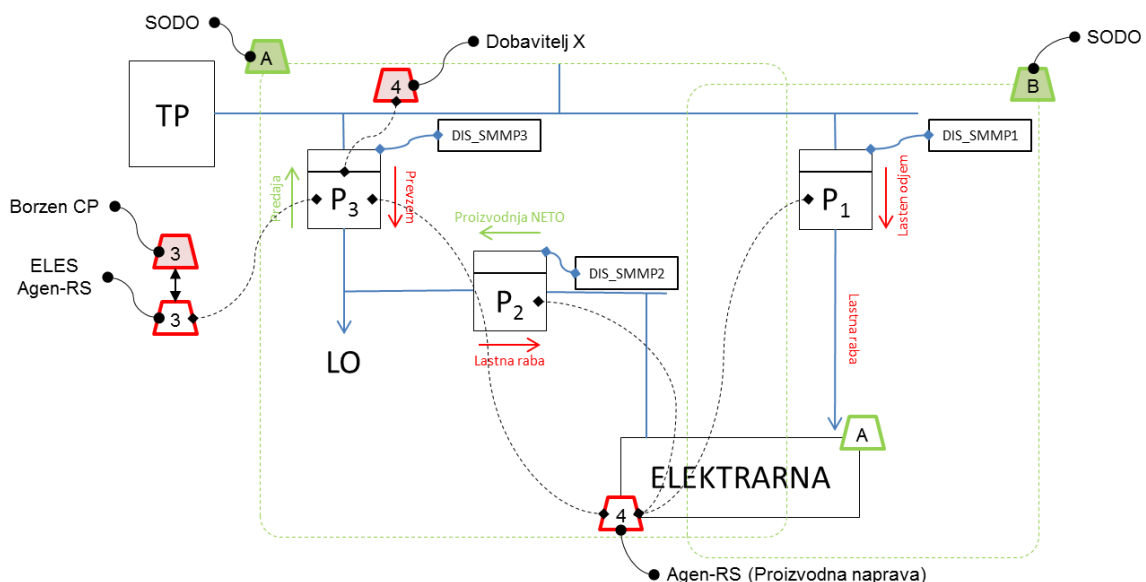 SODO
A
Dobavitelj X
4
SODO
B
TP
DIS_SMMP3
DIS_SMMP1
Predaja
P3
Prevzem
P1
Lasten odjem
Borzen CP
3
ELES
Agen-RS
3
Proizvodnja NETO
DIS_SMMP2
P2
Lastna raba
LO
Lastna raba
A
ELEKTRARNA
4
Agen-RS (Proizvodna naprava)